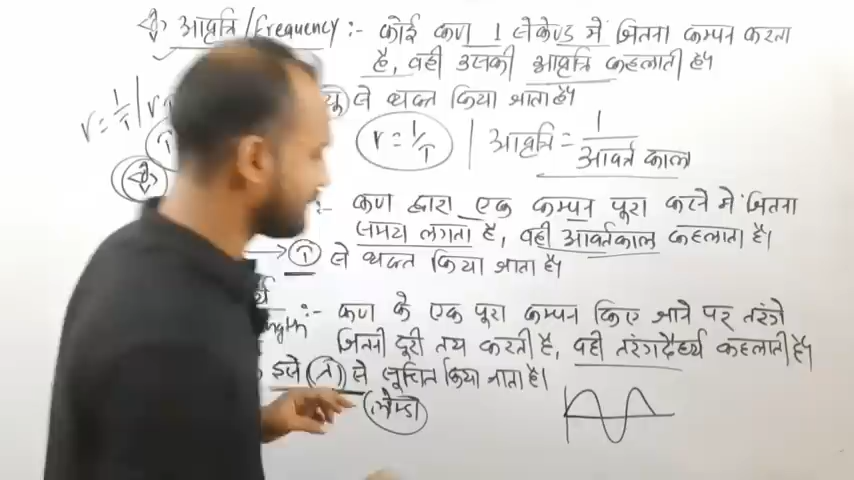 आवृत्ति/Frequency :- कोई कण 1 सेकेण्ड में जितना कम्पन करता
है, वही उसकी आवृत्ति कहलाती है।
से व्यक्त किया जाता है।
ν = 1/T
ν = 1/T | आवृत्ति = 1/आवर्त काल
:- कण द्वारा एक कम्पन पूरा करने में जितना
समय लगता है, वही आवर्तकाल कहलाता है।
→ T से व्यक्त किया जाता है।
:- कण के एक पूरा कम्पन किए जाने पर तरंगे
जितनी दूरी तय करती है, वही तरंगदैर्ध्य कहलाती है।
इसे (λ) से सूचित किया जाता है।
(लैम्डा)